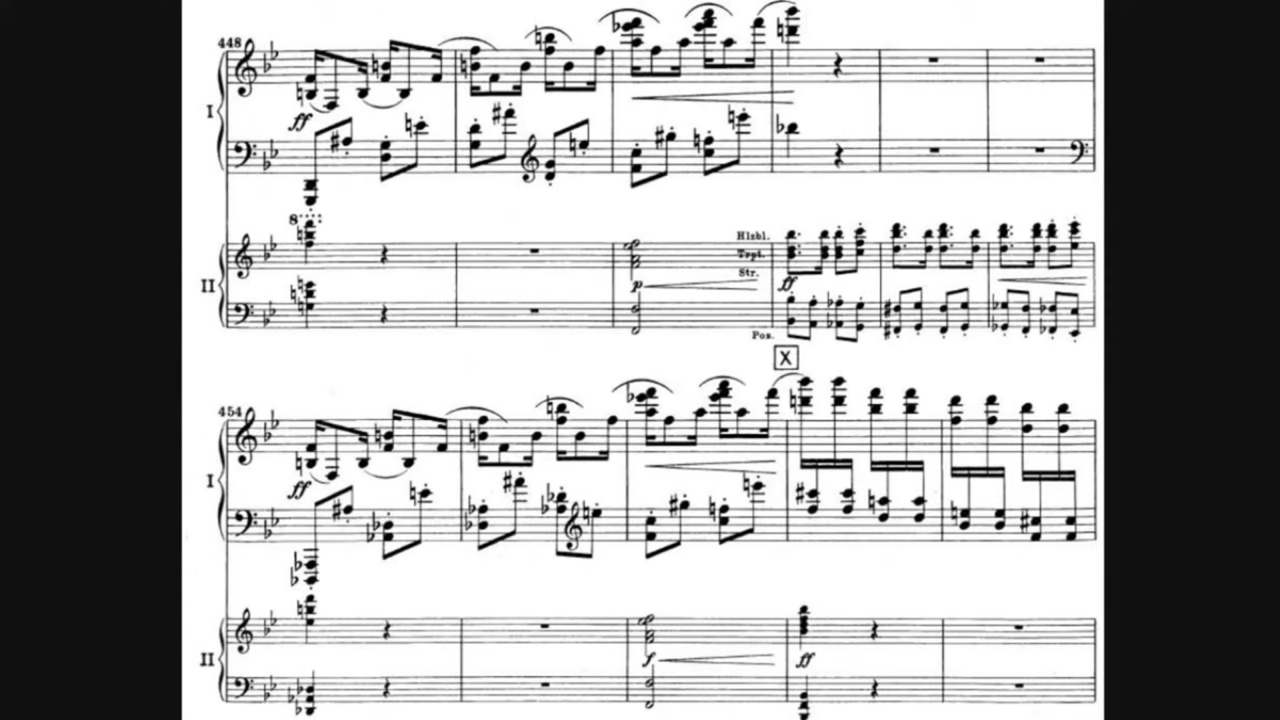 448
I
ff
8
Hlzbl.
Trpt.
II
Str.
p
ff
Pos.
X
454
I
ff
II
f
ff